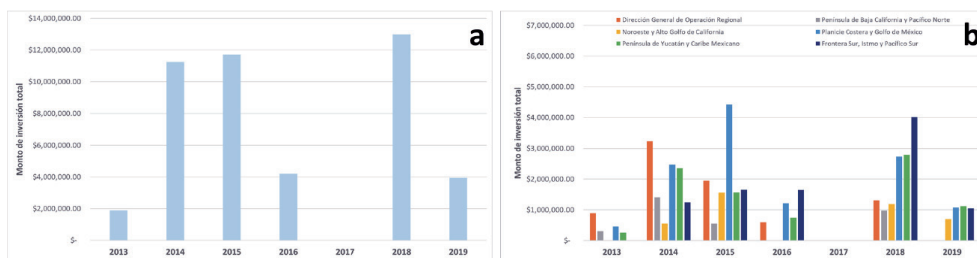 a
Monto de inversión total
$14,000,000.00
$12,000,000.00
$10,000,000.00
$8,000,000.00
$6,000,000.00
$4,000,000.00
$2,000,000.00
$-
2013 2014 2015 2016 2017 2018 2019
b
Monto de inversión total
$7,000,000.00
$6,000,000.00
$5,000,000.00
$4,000,000.00
$3,000,000.00
$2,000,000.00
$1,000,000.00
$-
Dirección General de Operación Regional Península de Baja California y Pacífico Norte
Noroeste y Alto Golfo de California Planicie Costera y Golfo de México
Península de Yucatán y Caribe Mexicano Frontera Sur, Istmo y Pacífico Sur
2013 2014 2015 2016 2017 2018 2019